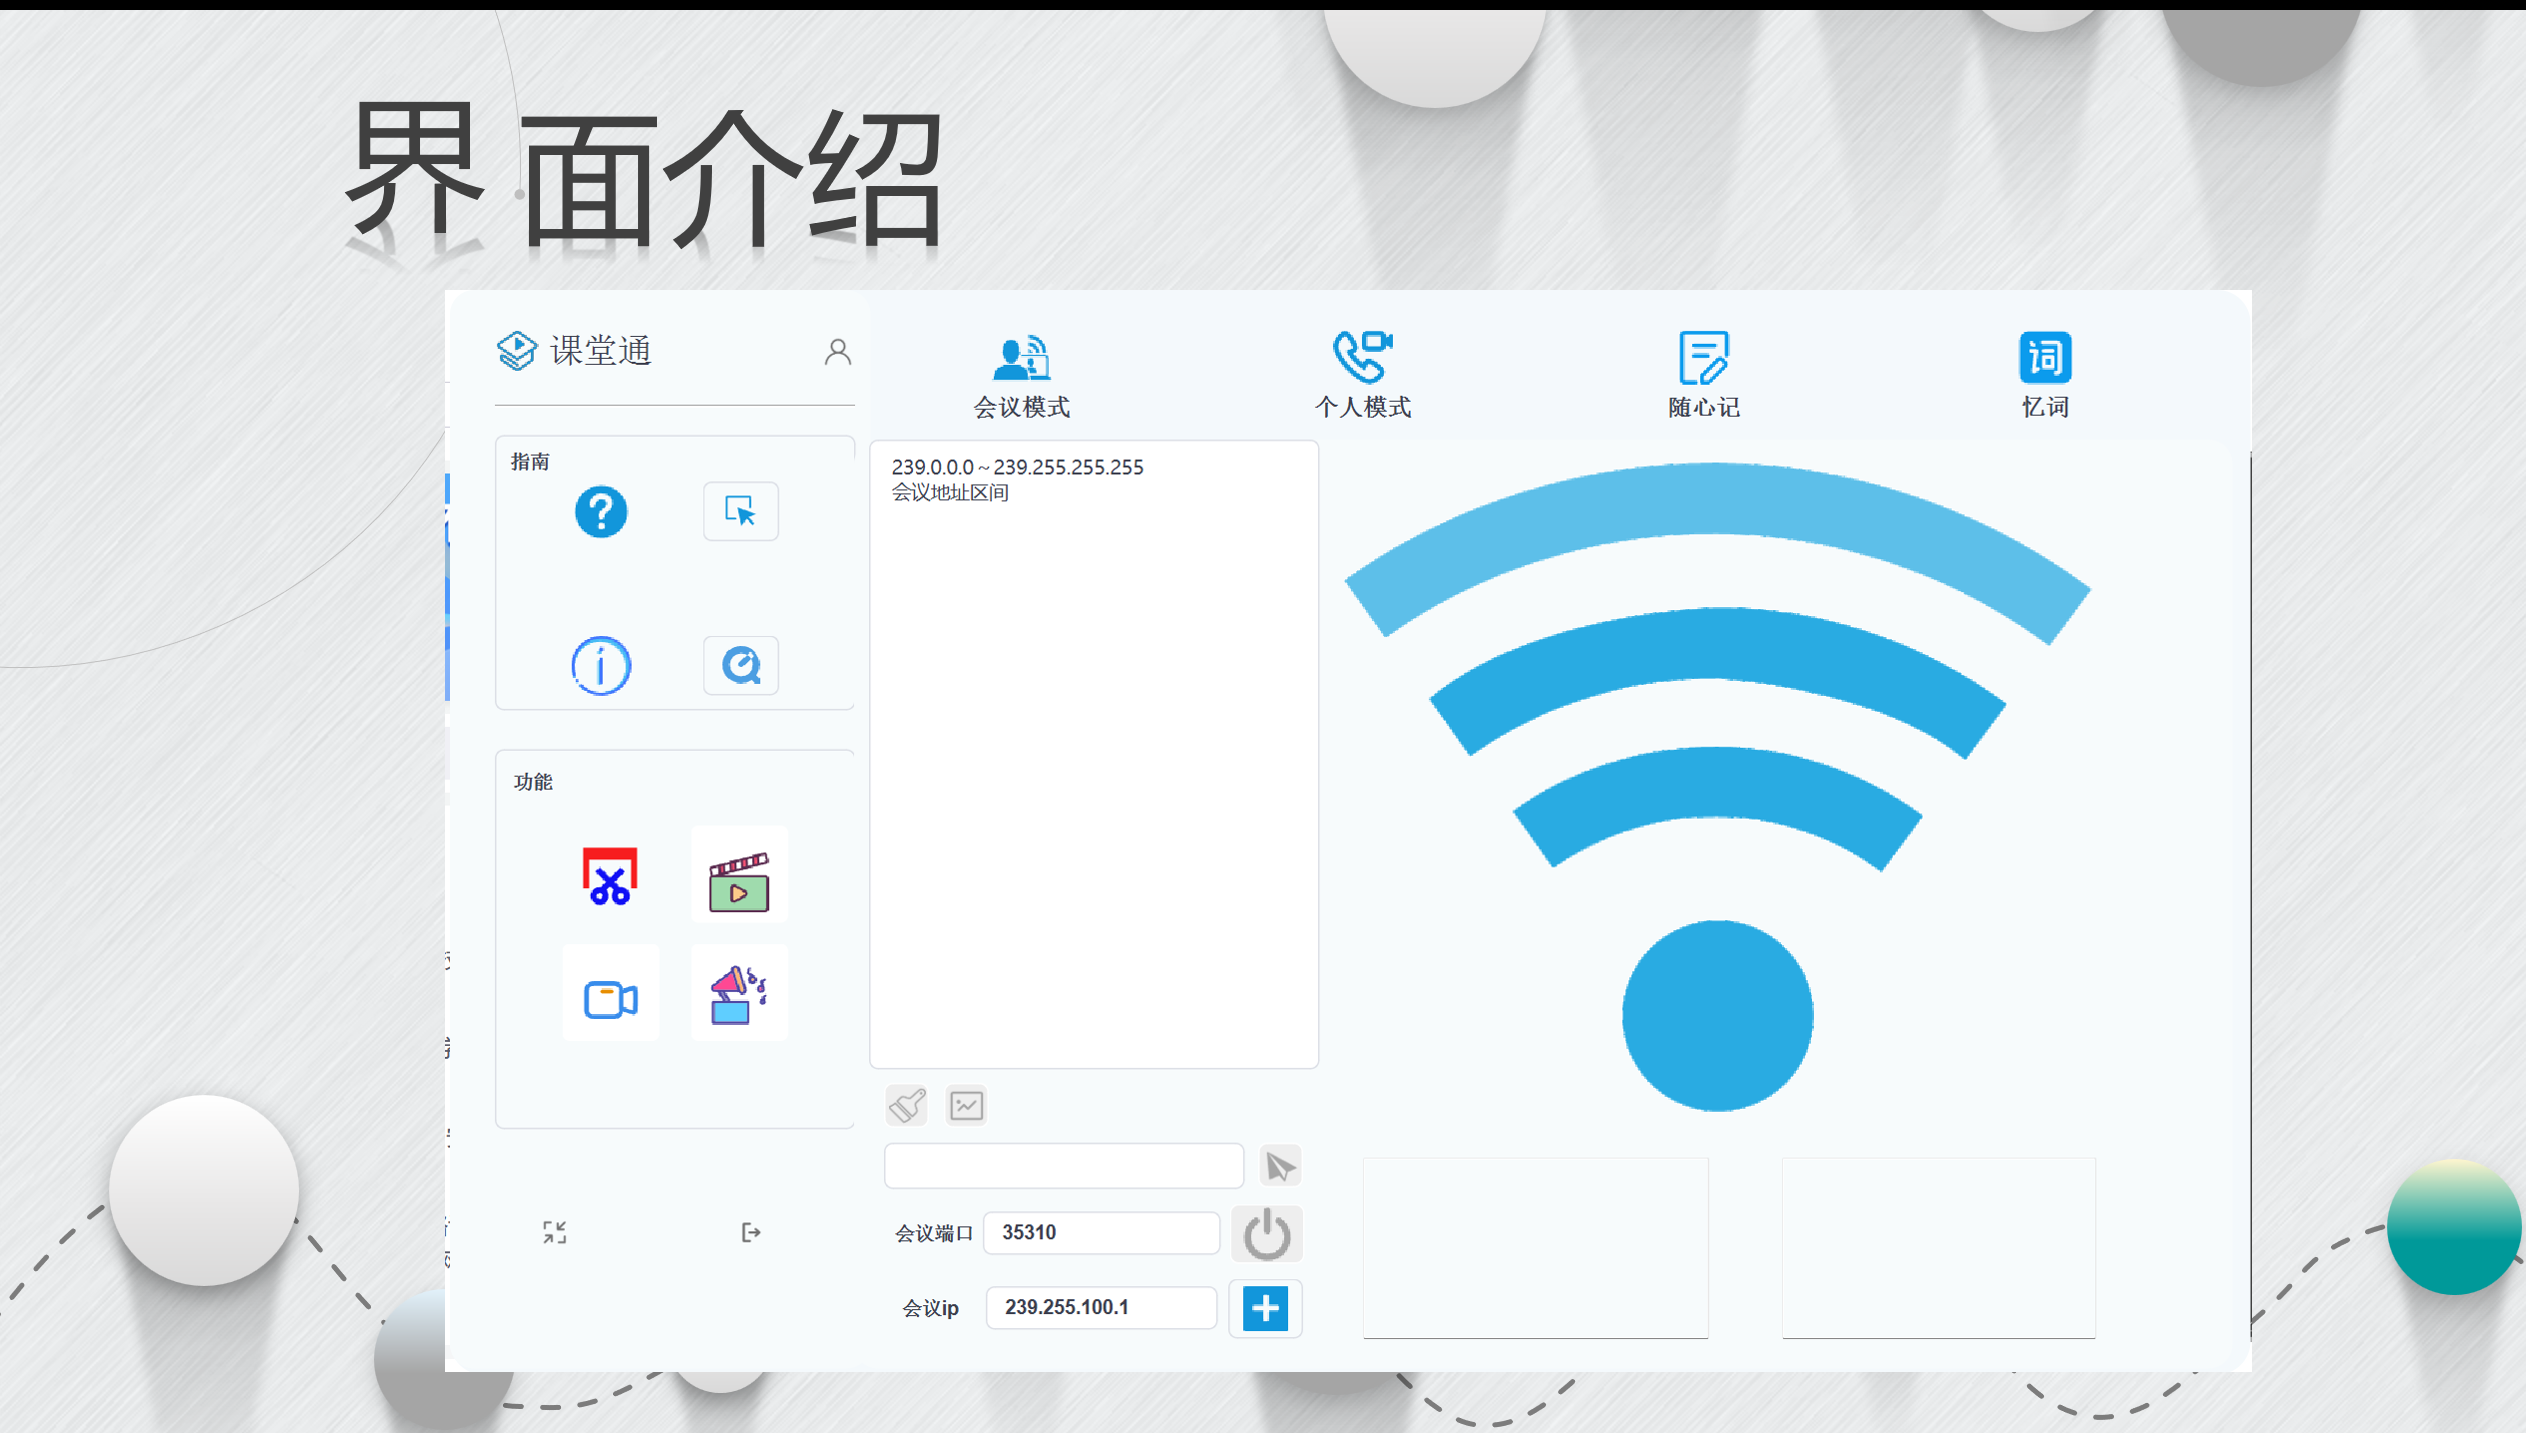 界面介绍
课堂通
会议模式
个人模式
随心记
词
忆词
指南
239.0.0.0 ~ 239.255.255.255
会议地址区间
功能
会议端口
35310
会议ip
239.255.100.1